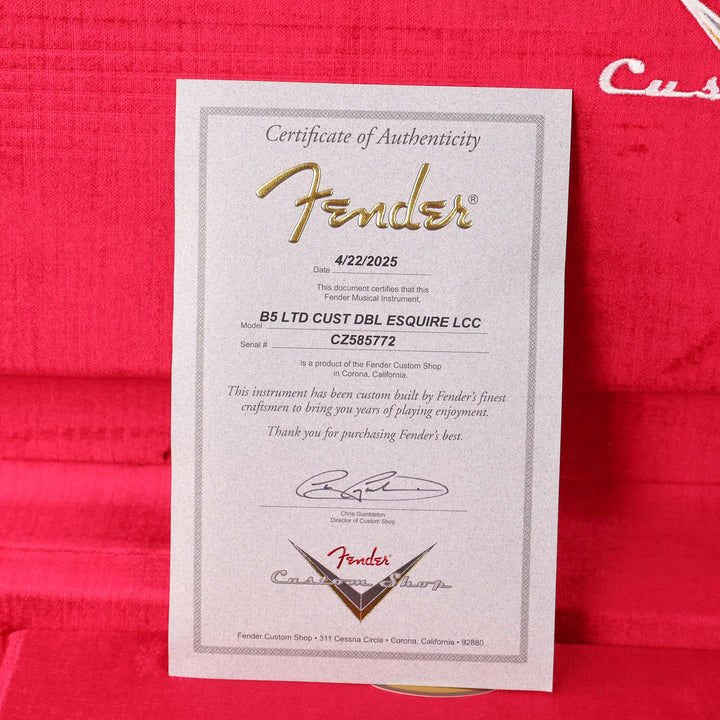 Cus
Certificate of Authenticity
Fender®
4/22/2025
Date
This document certifies that this
Fender Musical Instrument,
B5 LTD CUST DBL ESQUIRE LCC
Model
CZ585772
Serial #
is a product of the Fender Custom Shop
in Corona, California.
This instrument has been custom built by Fender's finest
craftsmen to bring you years of playing enjoyment.
Thank you for purchasing Fender's best.
Chris Gumbleton
Director of Custom Shop
Fender
Custom Shop
Fender Custom Shop • 311 Cessna Circle • Corona, California • 92880